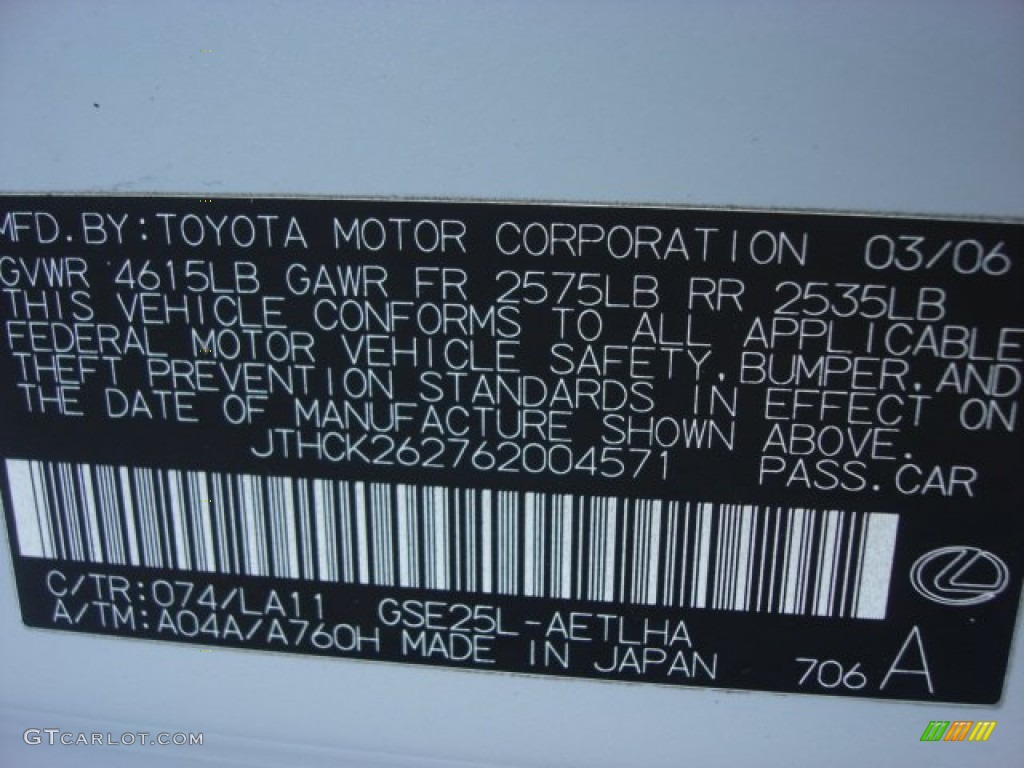 MFD.BY:TOYOTA MOTOR CORPORATION 03/06
GVWR 4615LB GAWR FR 2575LB RR 2535LB
THIS VEHICLE CONFORMS TO ALL APPLICABLE
FEDERAL MOTOR VEHICLE SAFETY,BUMPER,AND
THEFT PREVENTION STANDARDS IN EFFECT ON
THE DATE OF MANUFACTURE SHOWN ABOVE.
JTHCK262762004571 PASS.CAR
C/TR:074/LA11 GSE25L-AETLHA
A/TM:A04A/A760H MADE IN JAPAN 706 A
GTCARLOT.COM